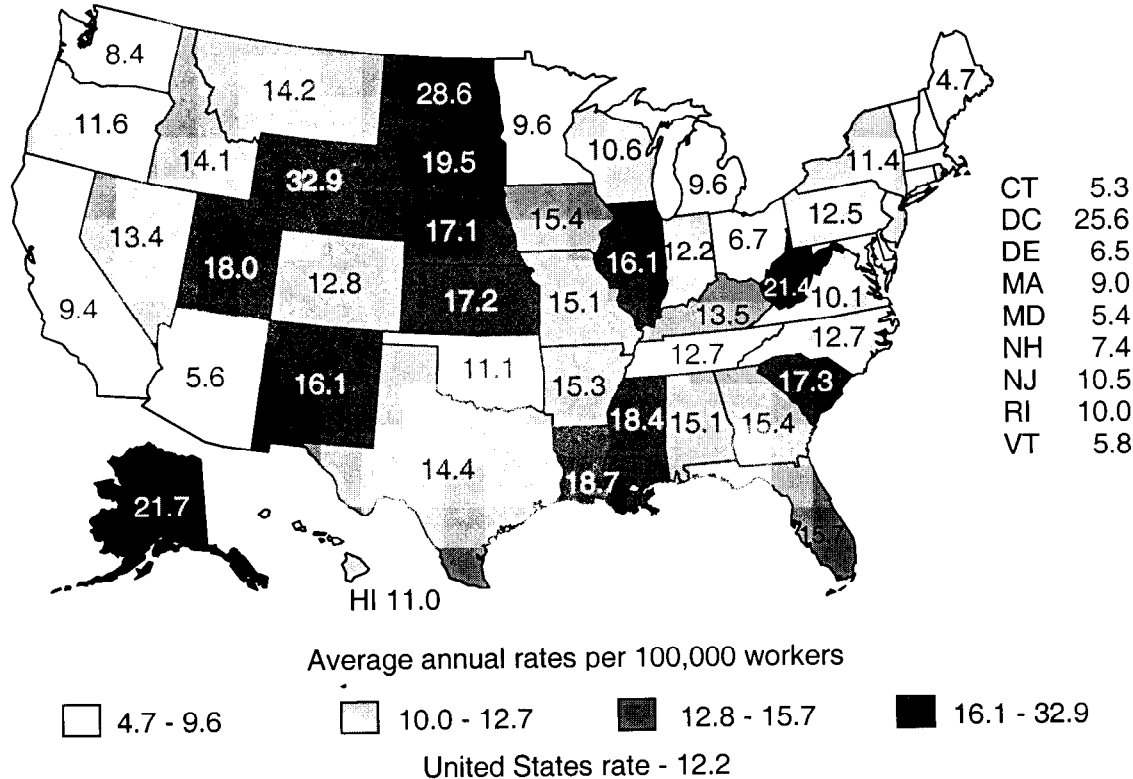 4.7
8.4
14.2
28.6
9.6
11.6
10.6
11.4
14.1
32.9
19.5
9.6
CT 5.3
12.5
DC 25.6
15.4
13.4
17.1
12.2
6.7
DE 6.5
18.0
12.8
16.1
21.4
10.1
MA 9.0
9.4
17.2
15.1
13.5
MD 5.4
12.7
12.7
NH 7.4
5.6
16.1
11.1
15.3
17.3
NJ 10.5
18.4
15.1
15.4
RI 10.0
14.4
18.7
VT 5.8
21.7
15.7
HI 11.0
Average annual rates per 100,000 workers
4.7 - 9.6
10.0 - 12.7
12.8 - 15.7
16.1 - 32.9
United States rate - 12.2